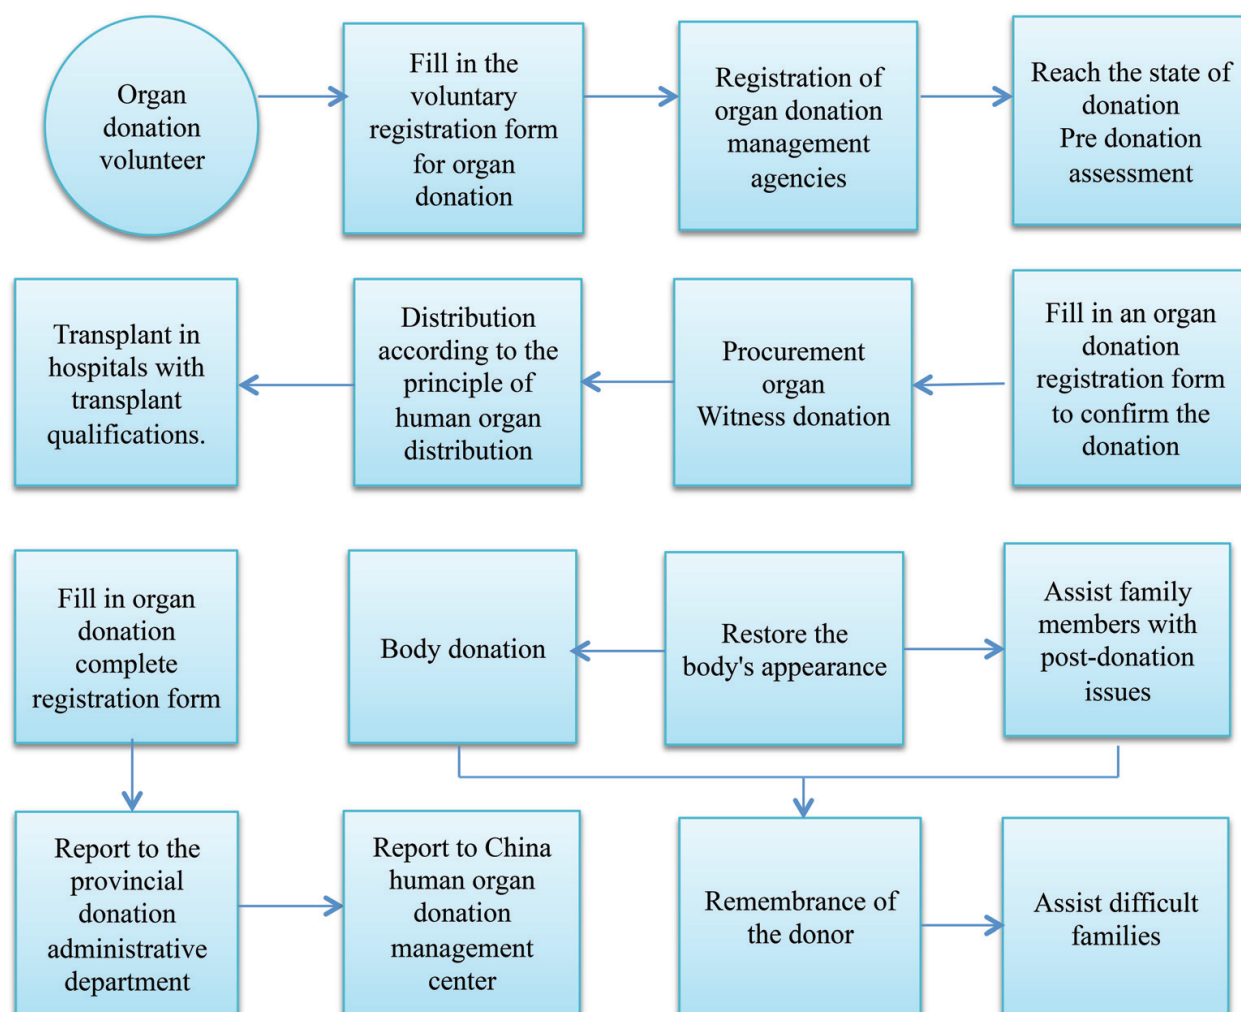 Organ
donation
volunteer
Fill in the
voluntary
registration form
for organ
donation
Registration of
organ donation
management
agencies
Reach the state of
donation
Pre donation
assessment
Transplant in
hospitals with
transplant
qualifications.
Distribution
according to the
principle of
human organ
distribution
Procurement
organ
Witness donation
Fill in an organ
donation
registration form
to confirm the
donation
Fill in organ
donation
complete
registration form
Body donation
Restore the
body's appearance
Assist family
members with
post-donation
issues
Report to the
provincial
donation
administrative
department
Report to China
human organ
donation
management
center
Remembrance of
the donor
Assist difficult
families